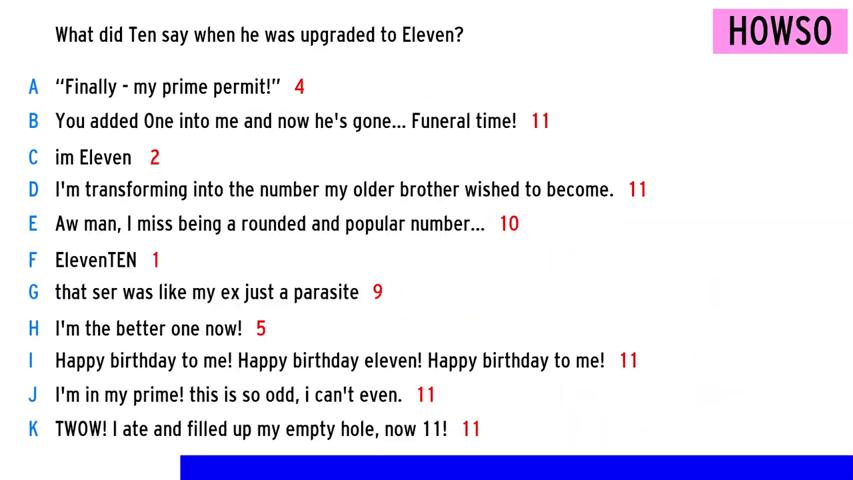 What did Ten say when he was upgraded to Eleven?
HOWSO
A “Finally - my prime permit!” 4
B You added One into me and now he's gone... Funeral time! 11
C im Eleven 2
D I'm transforming into the number my older brother wished to become. 11
E Aw man, I miss being a rounded and popular number... 10
F ElevenTEN 1
G that ser was like my ex just a parasite 9
H I'm the better one now! 5
I Happy birthday to me! Happy birthday eleven! Happy birthday to me! 11
J I'm in my prime! this is so odd, i can't even. 11
K TWOW! I ate and filled up my empty hole, now 11! 11